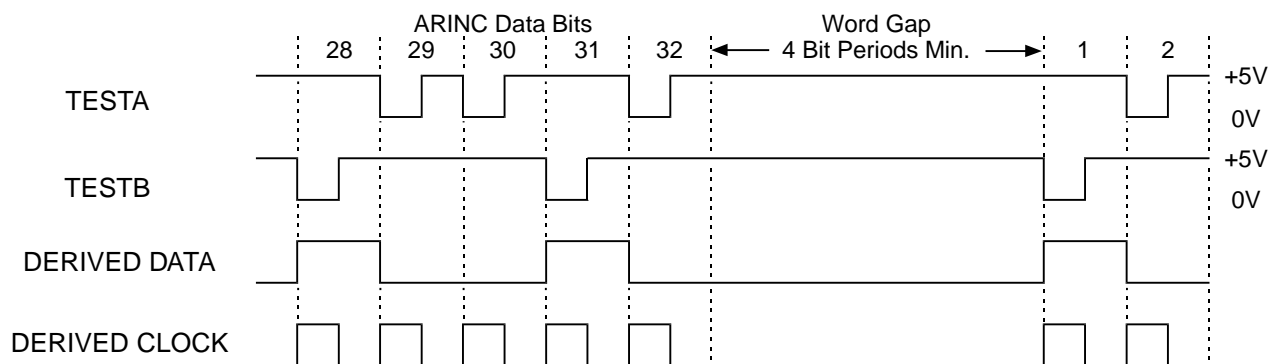 ARINC Data Bits Word Gap
28 29 30 31 32 4 Bit Periods Min. 1 2
TESTA +5V
0V
TESTB +5V
0V
DERIVED DATA
DERIVED CLOCK